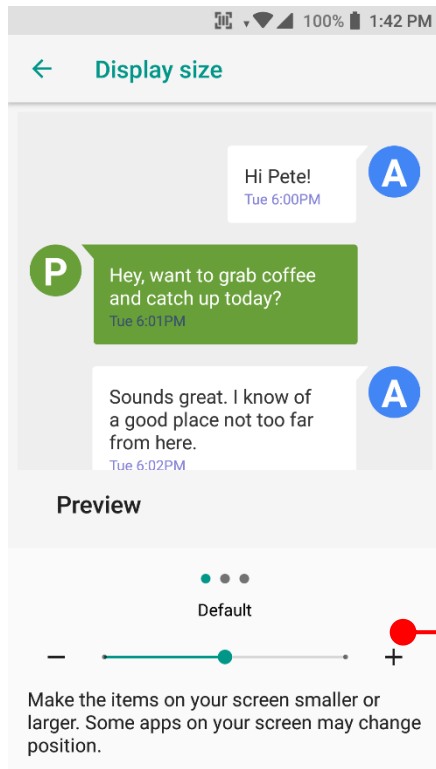 100% 1:42 PM
Display size
Hi Pete!
Tue 6:00PM
A
P
Hey, want to grab coffee
and catch up today?
Tue 6:01PM
Sounds great. I know of
a good place not too far
from here.
Tue 6:02PM
A
Preview
Default
Make the items on your screen smaller or
larger. Some apps on your screen may change
position.